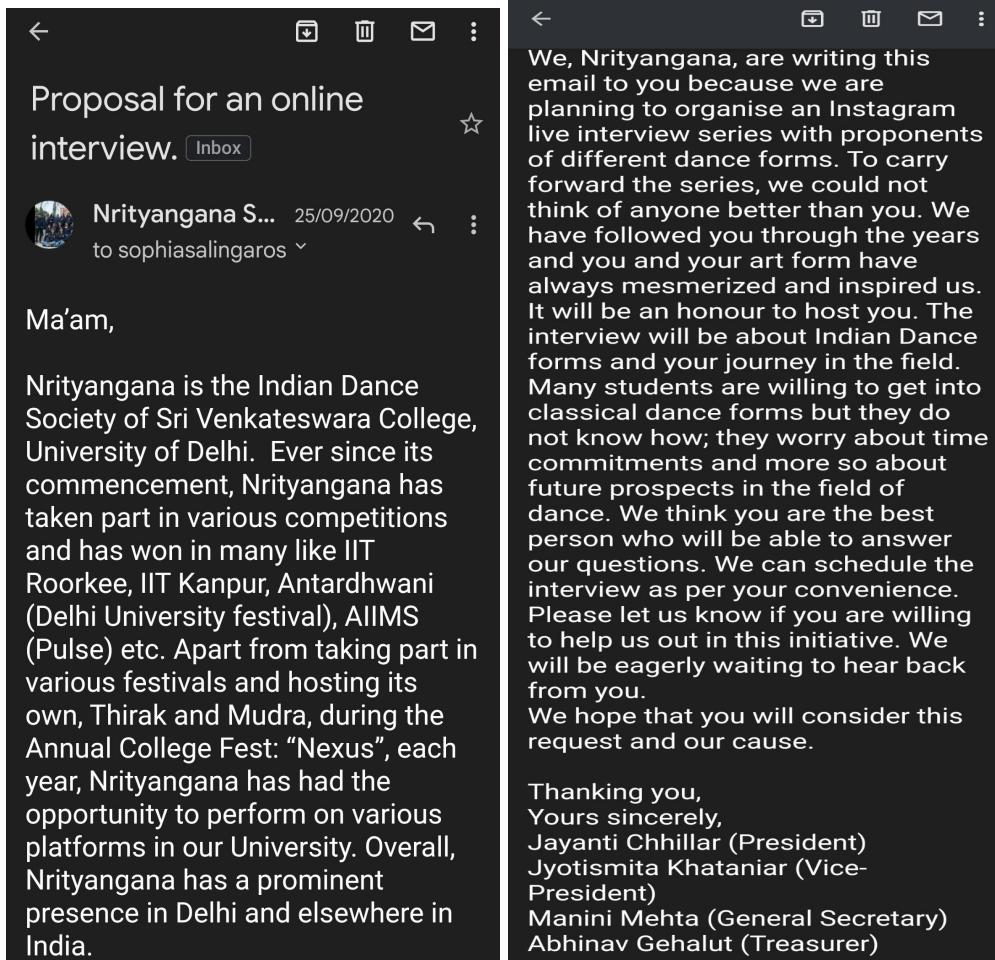 Proposal for an online
interview. Inbox
Nrityangana S... 25/09/2020
to sophiasalingaros
Ma'am,
Nrityangana is the Indian Dance
Society of Sri Venkateswara College,
University of Delhi.  Ever since its
commencement, Nrityangana has
taken part in various competitions
and has won in many like IIT
Roorkee, IIT Kanpur, Antardhwani
(Delhi University festival), AIIMS
(Pulse) etc. Apart from taking part in
various festivals and hosting its
own, Thirak and Mudra, during the
Annual College Fest: “Nexus”, each
year, Nrityangana has had the
opportunity to perform on various
platforms in our University. Overall,
Nrityangana has a prominent
presence in Delhi and elsewhere in
India.
We, Nrityangana, are writing this
email to you because we are
planning to organise an Instagram
live interview series with proponents
of different dance forms. To carry
forward the series, we could not
think of anyone better than you. We
have followed you through the years
and you and your art form have
always mesmerized and inspired us.
It will be an honour to host you. The
interview will be about Indian Dance
forms and your journey in the field.
Many students are willing to get into
classical dance forms but they do
not know how; they worry about time
commitments and more so about
future prospects in the field of
dance. We think you are the best
person who will be able to answer
our questions. We can schedule the
interview as per your convenience.
Please let us know if you are willing
to help us out in this initiative. We
will be eagerly waiting to hear back
from you.
We hope that you will consider this
request and our cause.
Thanking you,
Yours sincerely,
Jayanti Chhillar (President)
Jyotismita Khataniar (Vice-
President)
Manini Mehta (General Secretary)
Abhinav Gehalut (Treasurer)